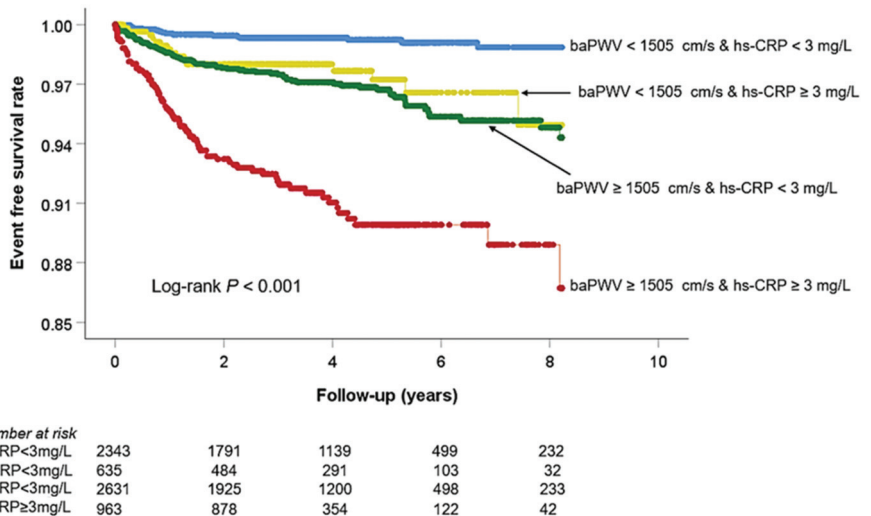 1.00
0.97
0.94
0.91
0.88
0.85
Event free survival rate
baPWV < 1505 cm/s & hs-CRP < 3 mg/L
baPWV < 1505 cm/s & hs-CRP ≥ 3 mg/L
baPWV ≥ 1505 cm/s & hs-CRP < 3 mg/L
baPWV ≥ 1505 cm/s & hs-CRP ≥ 3 mg/L
Log-rank P < 0.001
0 2 4 6 8 10
Follow-up (years)
mber at risk
RP<3mg/L 2343 1791 1139 499 232
RP<3mg/L 635 484 291 103 32
RP<3mg/L 2631 1925 1200 498 233
RP≥3mg/L 963 878 354 122 42